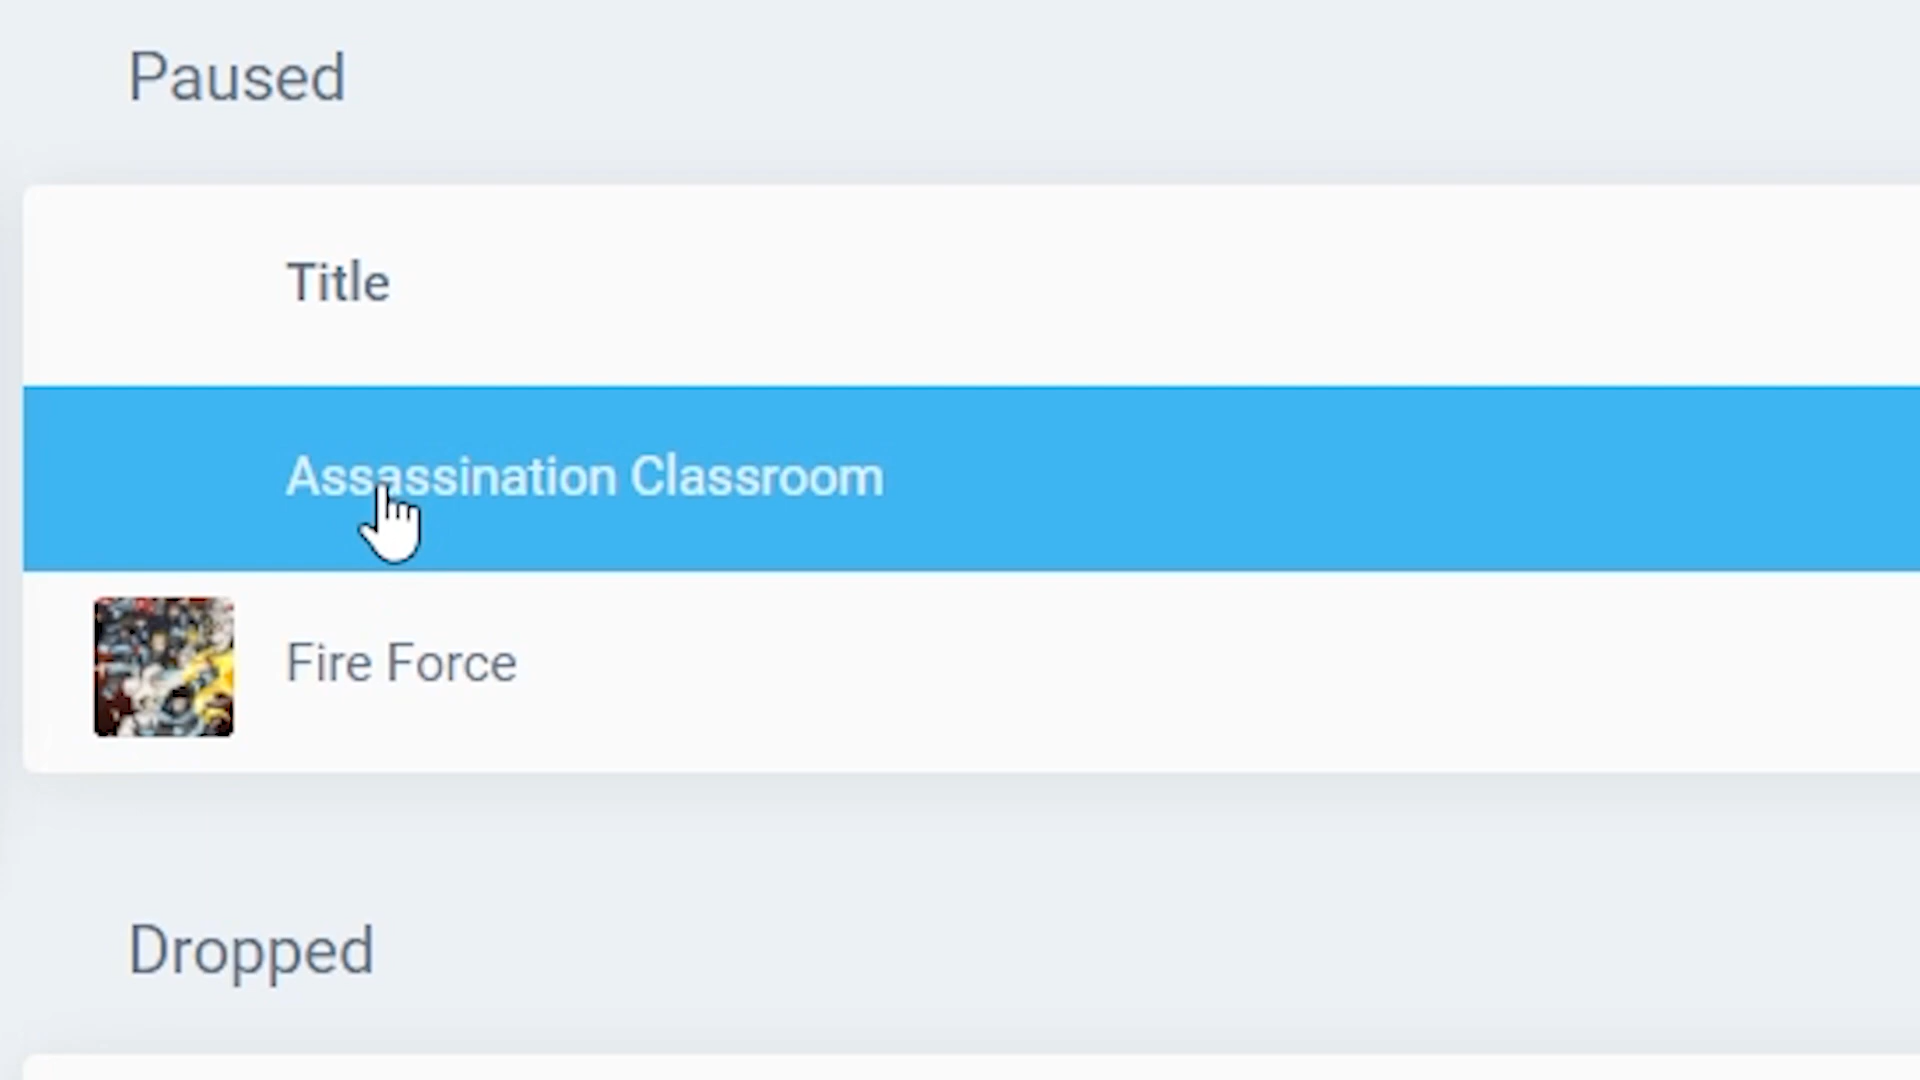 Paused
Title
Assassination Classroom
Fire Force
Dropped